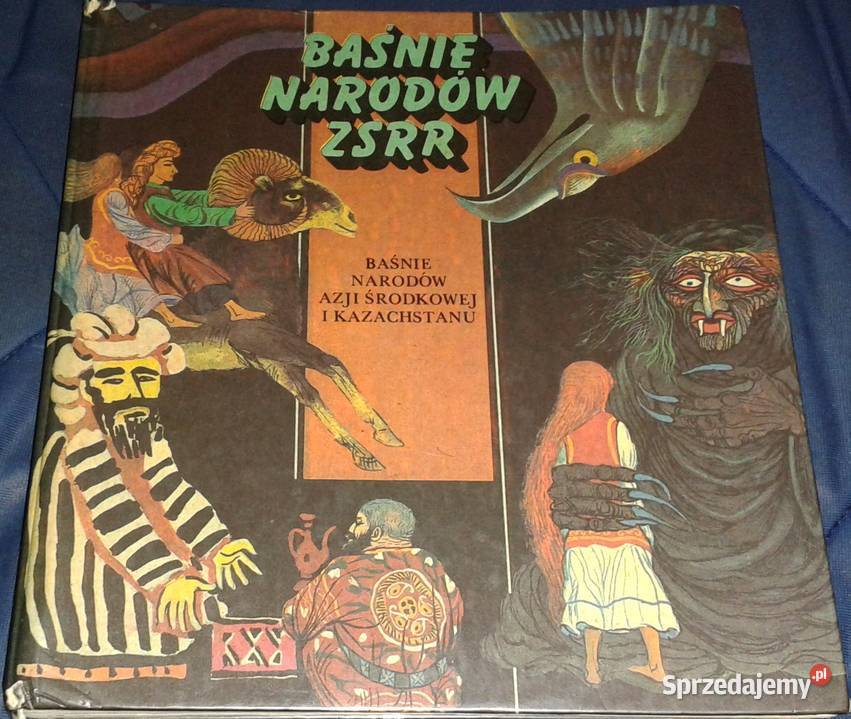 BAŚNIE
NARODÓW
ZSRR
BAŚNIE
NARODÓW
AZJI ŚRODKOWEJ
I KAZACHSTANU
Sprzedajemy.pl